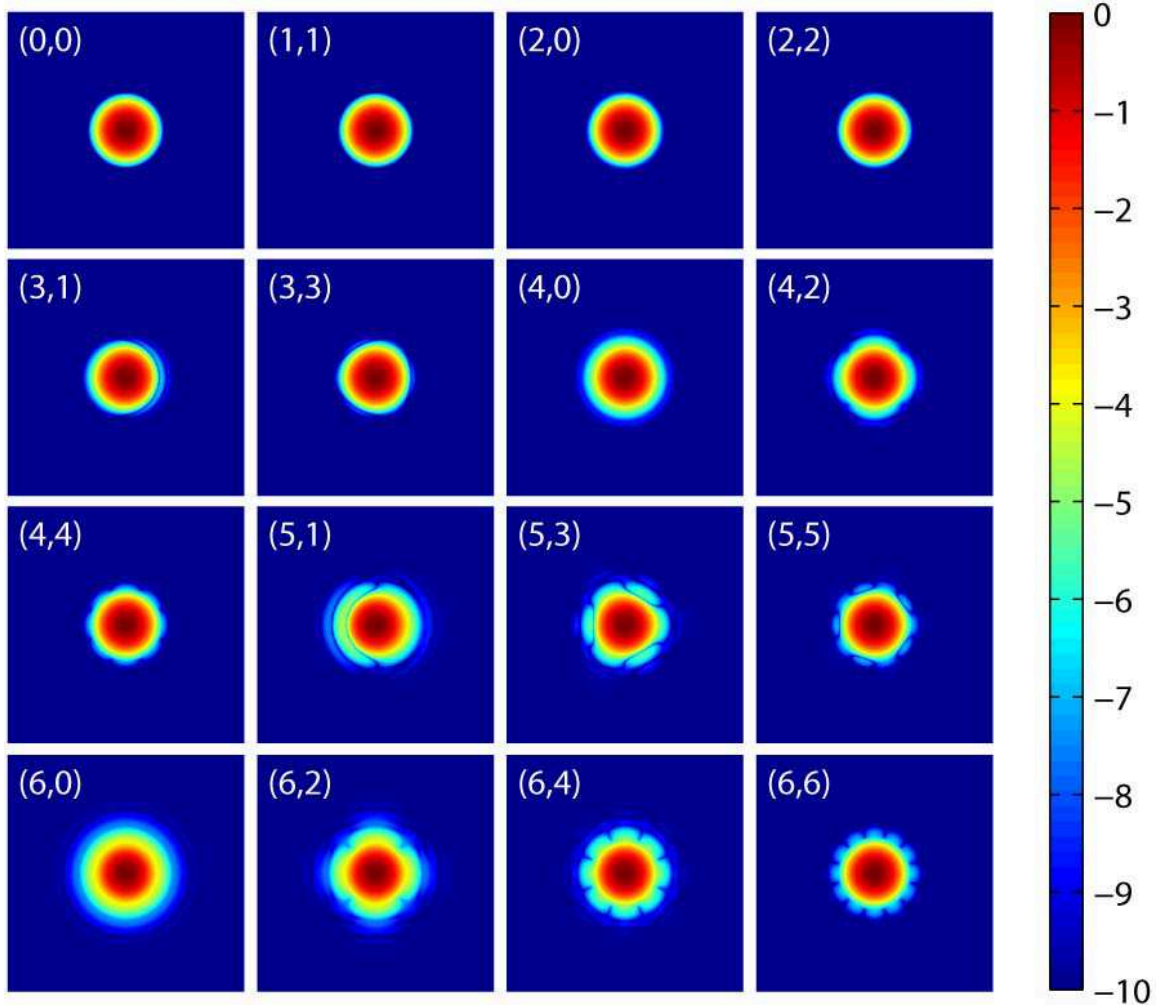 (0,0) (1,1) (2,0) (2,2)
(3,1) (3,3) (4,0) (4,2)
(4,4) (5,1) (5,3) (5,5)
(6,0) (6,2) (6,4) (6,6)
0
−1
−2
−3
−4
−5
−6
−7
−8
−9
−10